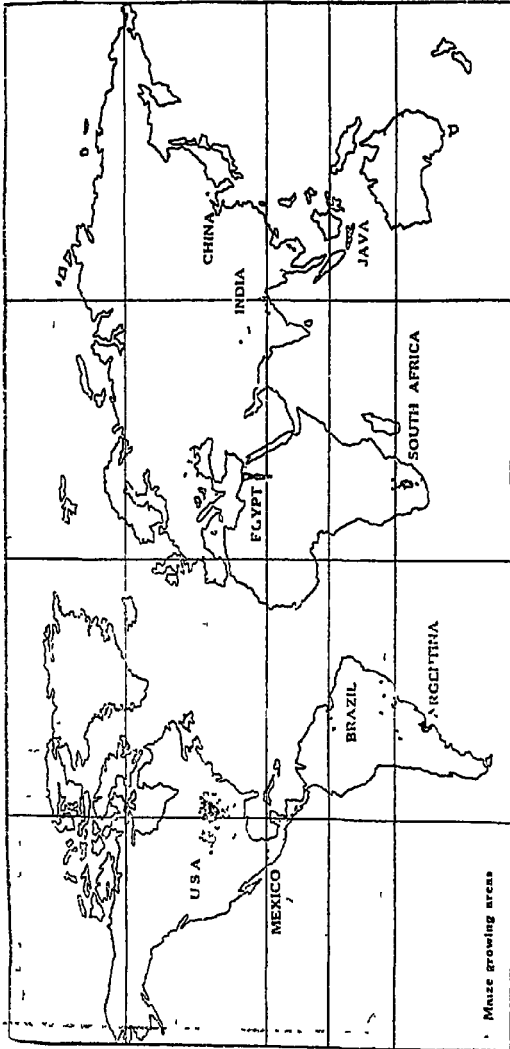 CHINA
INDIA
JAVA
EGYPT
SOUTH AFRICA
USA
MEXICO
BRAZIL
ARGENTINA
Maize growing areas